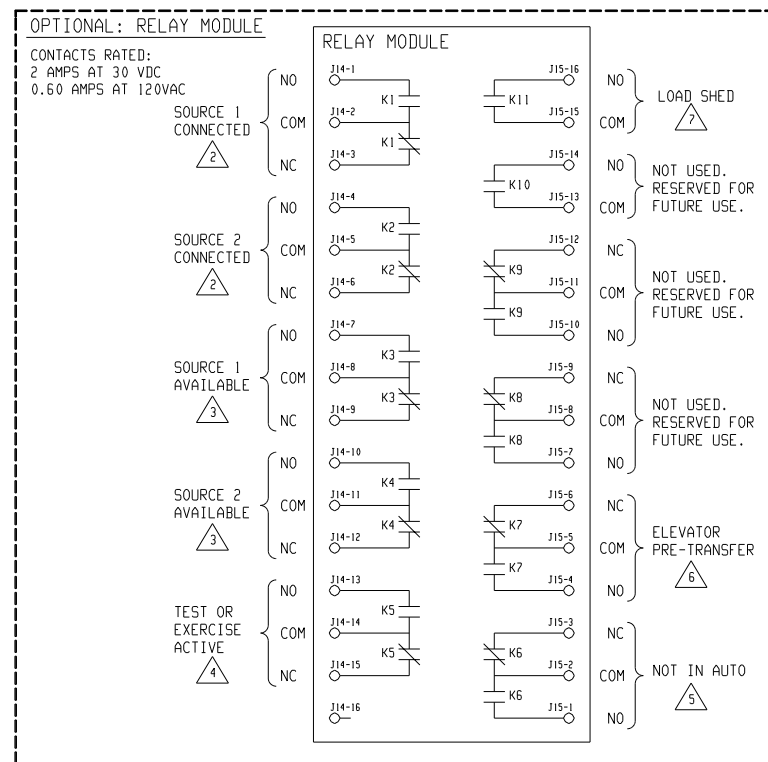 OPTIONAL: RELAY MODULE
CONTACTS RATED:
2 AMPS AT 30 VDC
0.60 AMPS AT 120VAC
RELAY MODULE
SOURCE 1
CONNECTED
2
NO
COM
NC
J14-1
J14-2
J14-3
K1
K1
SOURCE 2
CONNECTED
2
NO
COM
NC
J14-4
J14-5
J14-6
K2
K2
SOURCE 1
AVAILABLE
3
NO
COM
NC
J14-7
J14-8
J14-9
K3
K3
SOURCE 2
AVAILABLE
3
NO
COM
NC
J14-10
J14-11
J14-12
K4
K4
TEST OR
EXERCISE
ACTIVE
4
NO
COM
NC
J14-13
J14-14
J14-15
K5
K5
J14-16
K11
J15-16
J15-15
NO
COM
LOAD SHED
7
K10
J15-14
J15-13
NO
COM
NOT USED.
RESERVED FOR
FUTURE USE.
K9
K9
J15-12
J15-11
J15-10
NC
COM
NO
NOT USED.
RESERVED FOR
FUTURE USE.
K8
K8
J15-9
J15-8
J15-7
NC
COM
NO
NOT USED.
RESERVED FOR
FUTURE USE.
K7
K7
J15-6
J15-5
J15-4
NC
COM
NO
ELEVATOR
PRE-TRANSFER
6
K6
K6
J15-3
J15-2
J15-1
NC
COM
NO
NOT IN AUTO
5